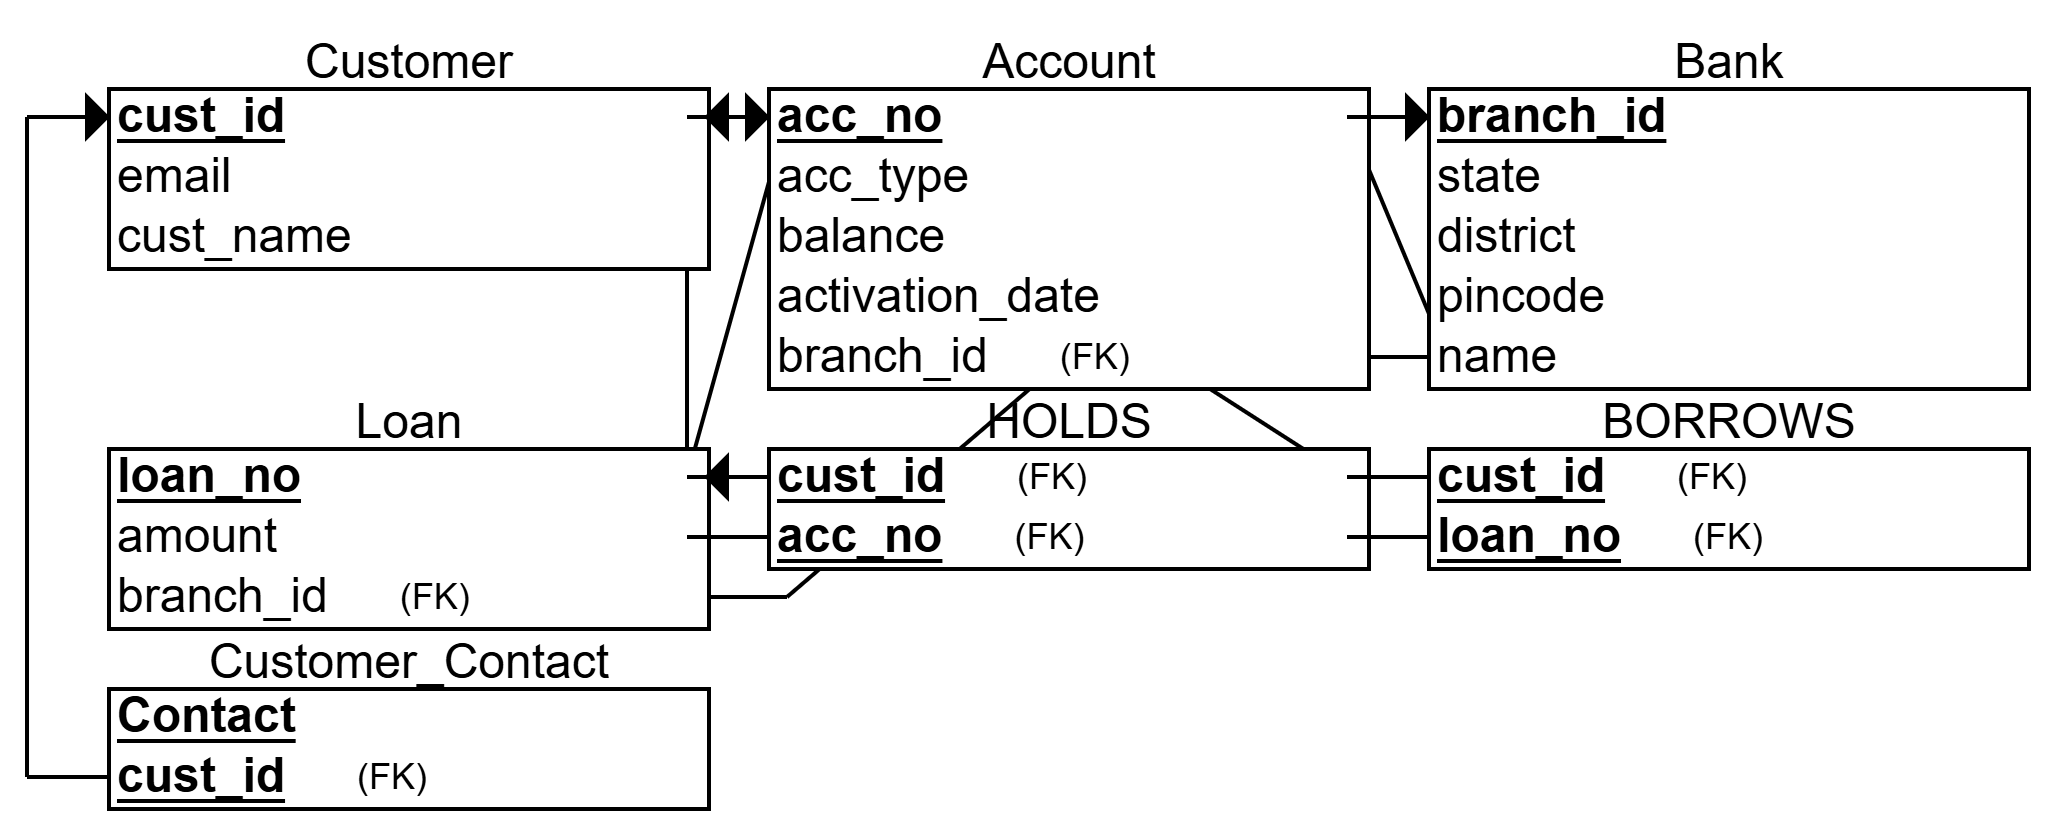 Customer
cust_id
email
cust_name
Account
acc_no
acc_type
balance
activation_date
branch_id (FK)
Bank
branch_id
state
district
pincode
name
Loan
loan_no
amount
branch_id (FK)
HOLDS
cust_id (FK)
acc_no (FK)
BORROWS
cust_id (FK)
loan_no (FK)
Customer_Contact
Contact
cust_id (FK)